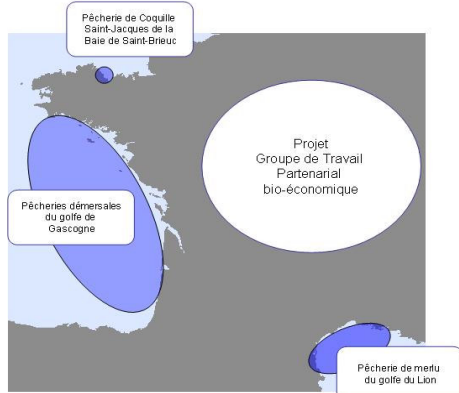 Pêcherie de Coquille
Saint-Jacques de la
Baie de Saint-Brieuc
Projet
Groupe de Travail
Partenarial
bio-économique
Pêcheries démersales
du golfe de
Gascogne
Pêcherie de merlu
du golfe du Lion